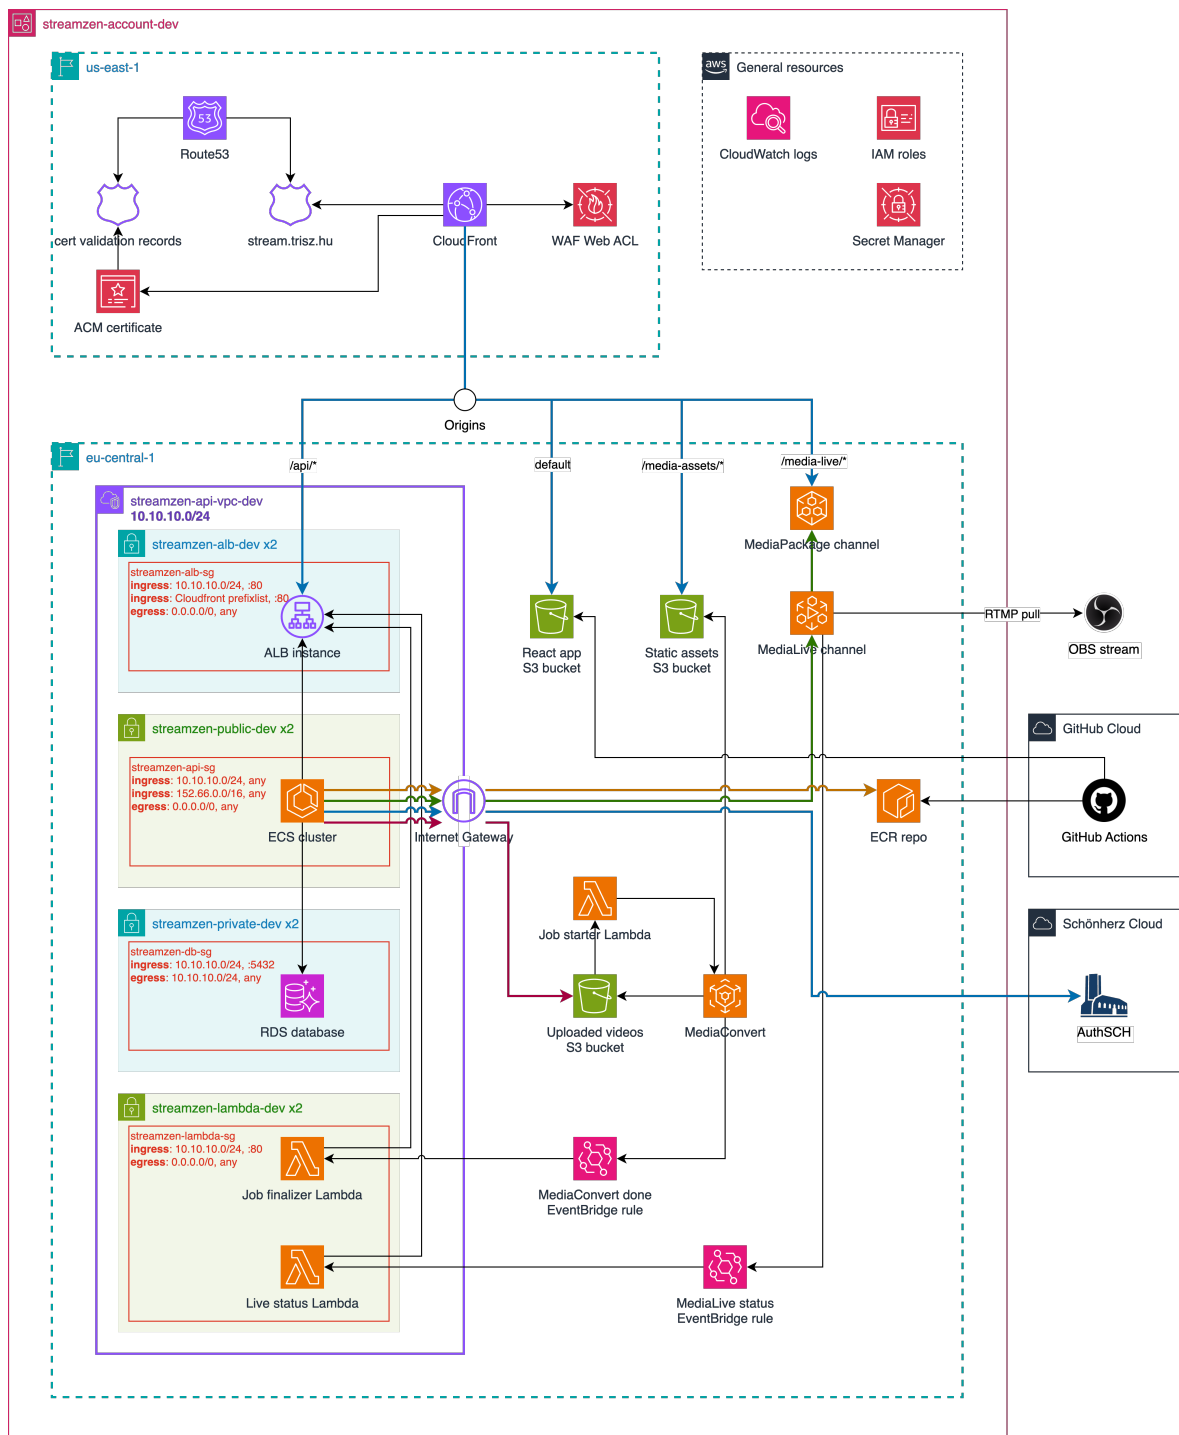 streamzen-account-dev
us-east-1
53
Route53
cert validation records
stream.trisz.hu
CloudFront
WAF Web ACL
ACM certificate
aws
General resources
CloudWatch logs
IAM roles
Secret Manager
Origins
eu-central-1
/api/*
default
/media-assets/*
/media-live/*
streamzen-api-vpc-dev
10.10.10.0/24
streamzen-alb-dev x2
streamzen-alb-sg
ingress: 10.10.10.0/24, :80
ingress: Cloudfront prefixlist, :80
egress: 0.0.0.0/0, any
ALB instance
MediaPackage channel
React app
S3 bucket
Static assets
S3 bucket
MediaLive channel
RTMP pull
OBS stream
streamzen-public-dev x2
streamzen-api-sg
ingress: 10.10.10.0/24, any
ingress: 152.66.0.0/16, any
egress: 0.0.0.0/0, any
ECS cluster
Internet Gateway
ECR repo
GitHub Cloud
GitHub Actions
streamzen-private-dev x2
streamzen-db-sg
ingress: 10.10.10.0/24, :5432
egress: 10.10.10.0/24, any
RDS database
Job starter Lambda
Uploaded videos
S3 bucket
MediaConvert
Schönherz Cloud
AuthSCH
streamzen-lambda-dev x2
streamzen-lambda-sg
ingress: 10.10.10.0/24, :80
egress: 0.0.0.0/0, any
Job finalizer Lambda
MediaConvert done
EventBridge rule
Live status Lambda
MediaLive status
EventBridge rule